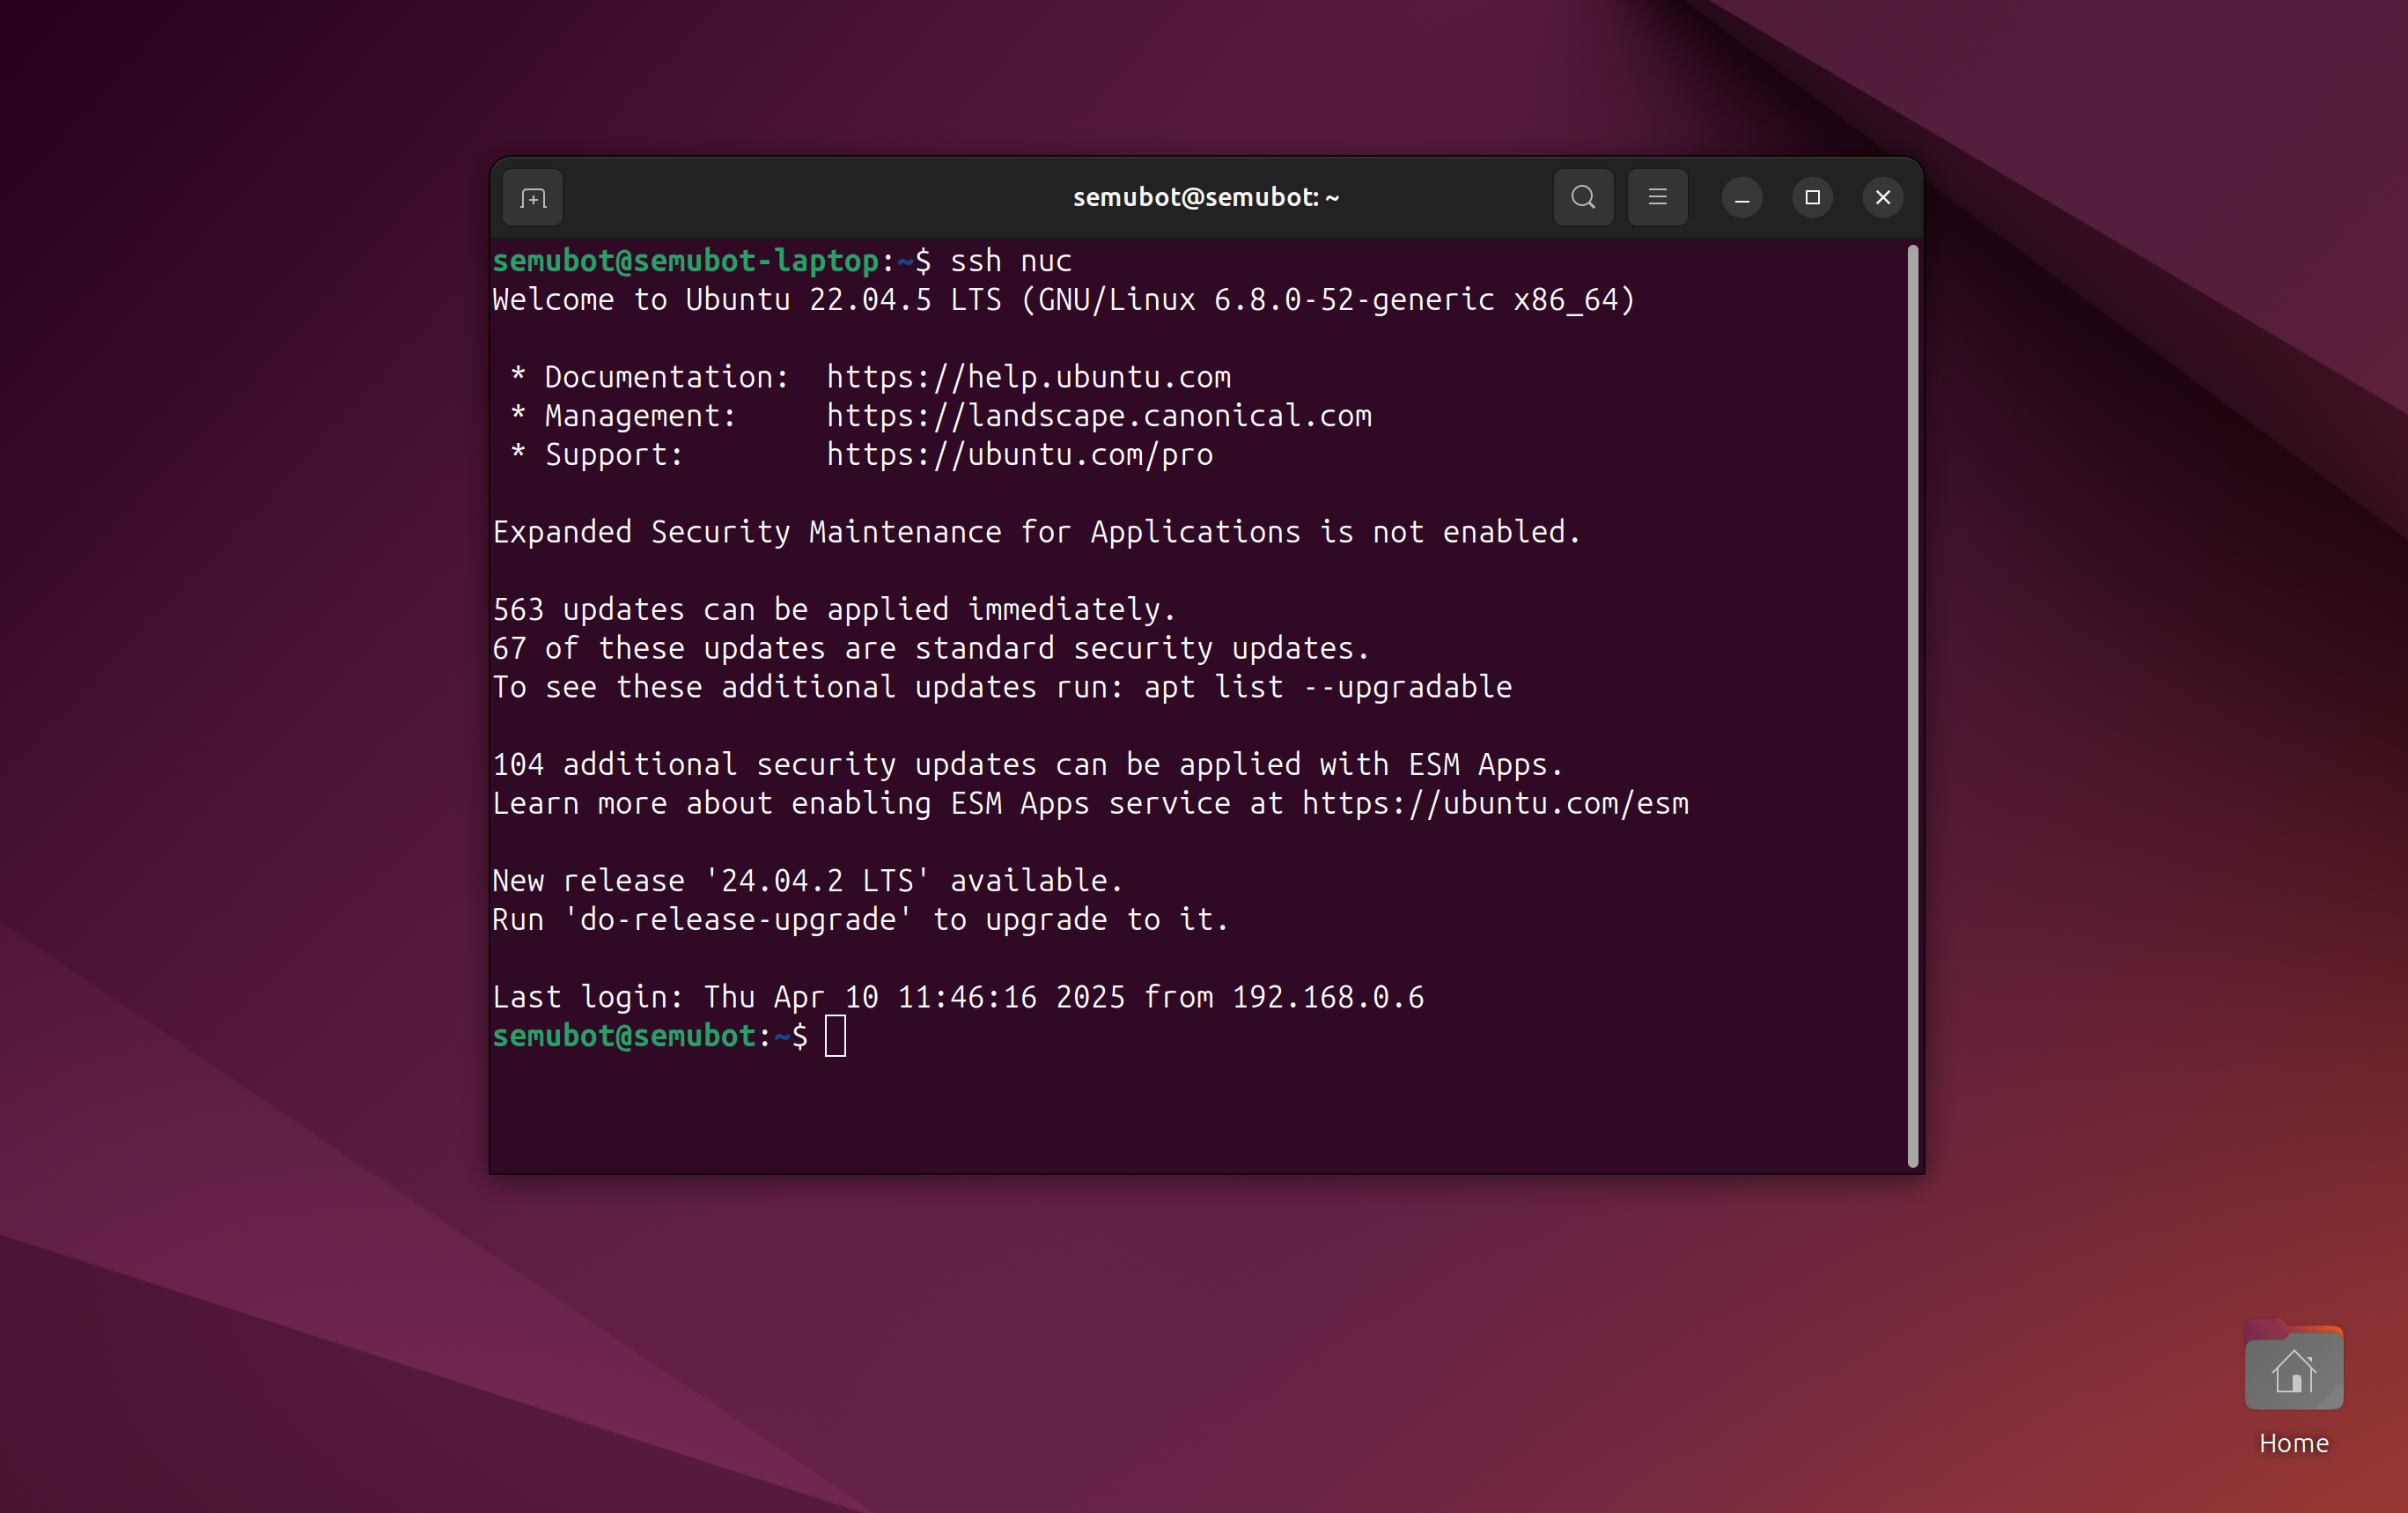 semubot@semubot: ~
semubot@semubot-laptop:~$ ssh nuc
Welcome to Ubuntu 22.04.5 LTS (GNU/Linux 6.8.0-52-generic x86_64)

 * Documentation:  https://help.ubuntu.com
 * Management:     https://landscape.canonical.com
 * Support:        https://ubuntu.com/pro

Expanded Security Maintenance for Applications is not enabled.

563 updates can be applied immediately.
67 of these updates are standard security updates.
To see these additional updates run: apt list --upgradable

104 additional security updates can be applied with ESM Apps.
Learn more about enabling ESM Apps service at https://ubuntu.com/esm

New release '24.04.2 LTS' available.
Run 'do-release-upgrade' to upgrade to it.

Last login: Thu Apr 10 11:46:16 2025 from 192.168.0.6
semubot@semubot:~$
Home